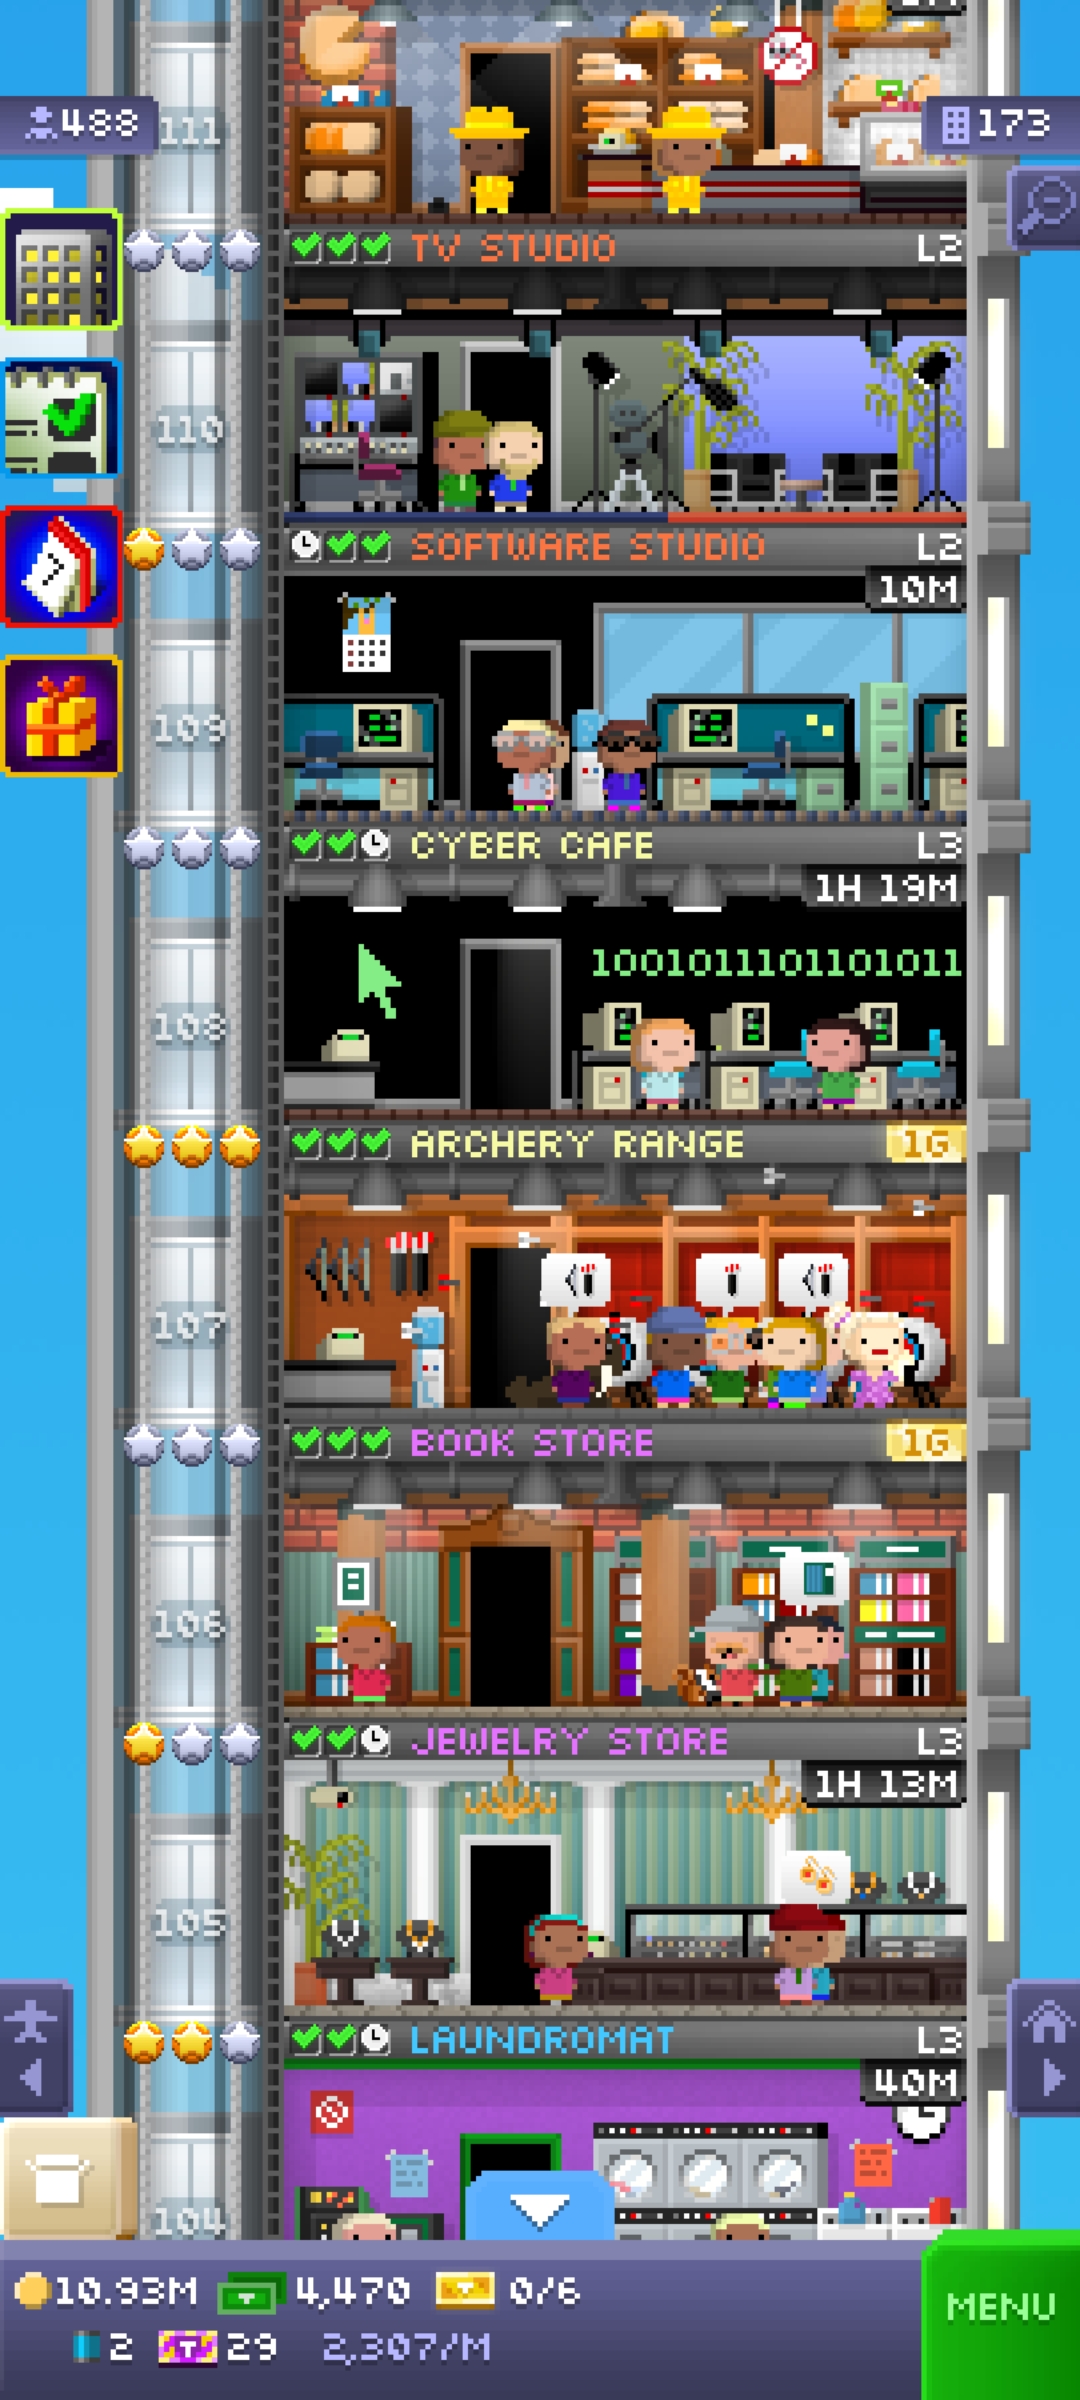 488
111
173
TV STUDIO L2
110
7
SOFTWARE STUDIO L2
10M
109
CYBER CAFE L3
1H 19M
1001011101101011
108
ARCHERY RANGE 1G
107
BOOK STORE 1G
106
8
JEWELRY STORE L3
1H 13M
105
LAUNDROMAT L3
40M
104
10.93M 4,470 0/6
MENU
2 T 29 2,307/M